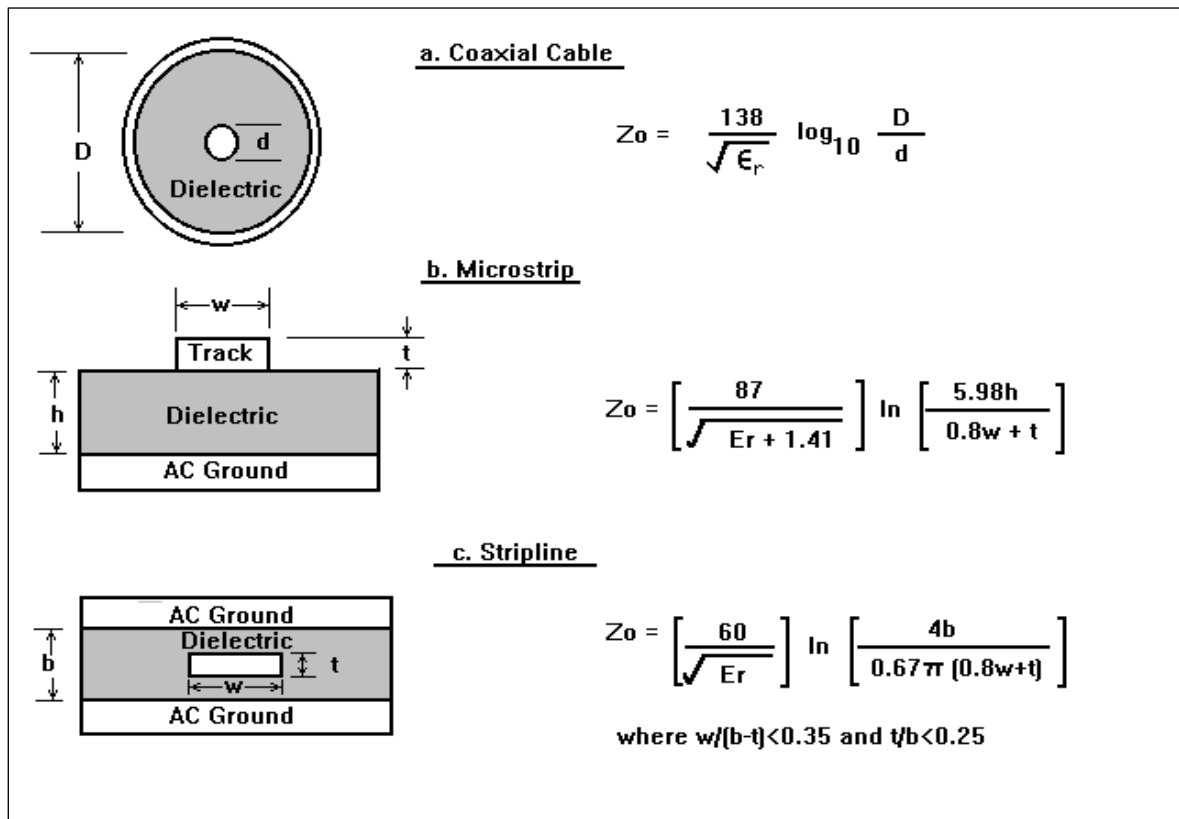 a. Coaxial Cable
D
d
Dielectric
Zo = 138 / √ϵr log10 D / d
b. Microstrip
w
Track
t
h
Dielectric
AC Ground
Zo = [ 87 / √Er + 1.41 ] ln [ 5.98h / 0.8w + t ]
c. Stripline
AC Ground
Dielectric
b
t
w
AC Ground
Zo = [ 60 / √Er ] ln [ 4b / 0.67π (0.8w+t) ]
where w/(b-t)<0.35 and t/b<0.25